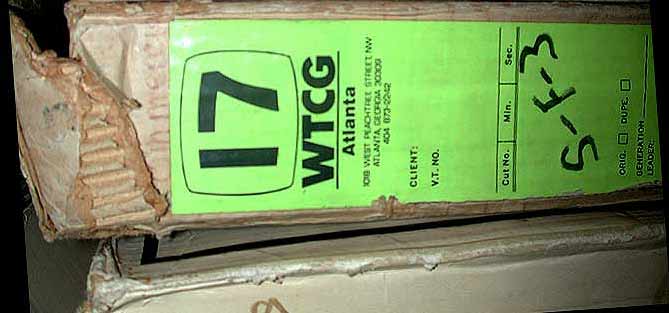 17
WTCG
Atlanta
1018 WEST PEACHTREE STREET, NW
ATLANTA, GEORGIA 30309
404 873-2242
CLIENT:
V.T. NO.
Cut No. Min. Sec.
S-K-3
ORIG. DUPE.
GENERATION
LEADER: